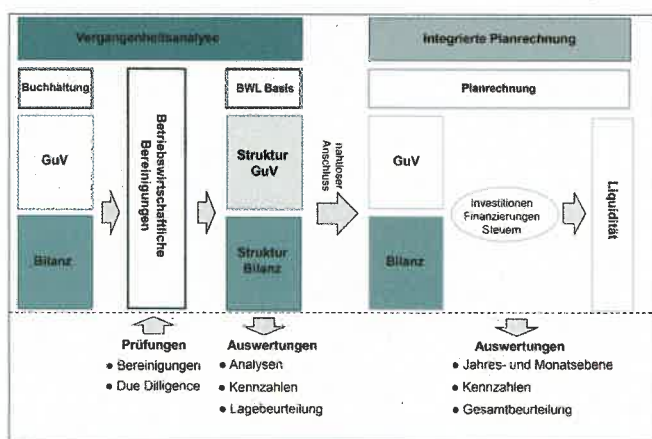 Vergangenheitsanalyse
Integrierte Planrechnung
Buchhaltung
BWL Basis
Planrechnung
GuV
Bilanz
Betriebswirtschaftliche
Bereinigungen
Struktur
GuV
Struktur
Bilanz
nahtloser
Anschluss
GuV
Bilanz
Investitionen
Finanzierungen
Steuern
Liquidität
Prüfungen
● Bereinigungen
● Due Dilligence
Auswertungen
● Analysen
● Kennzahlen
● Lagebeurteilung
Auswertungen
● Jahres- und Monatsebene
● Kennzahlen
● Gesamtbeurteilung